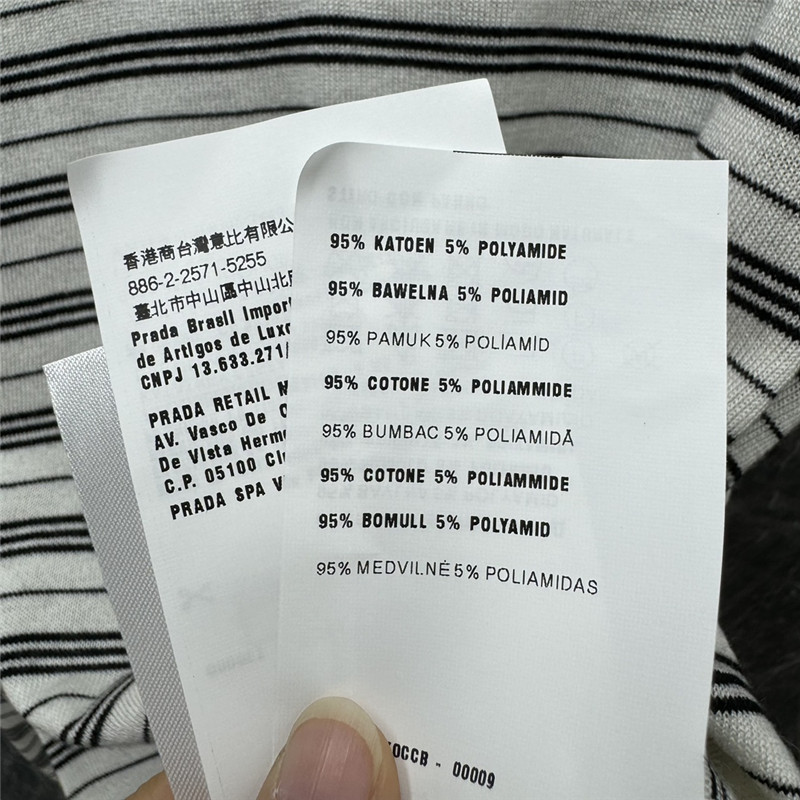 香港商台灣意比有限公
886-2-2571-5255
臺北市中山區中山北
Prada Brasil Import
de Artigos de Luxo
CNPJ 13.633.271/
PRADA RETAIL M
AV. Vasco De Q
De Vista Hermo
C.P. 05100
PRADA SPA V
95% KATOEN 5% POLYAMIDE
95% BAWELNA 5% POLIAMID
95% PAMUK 5% POLİAMİD
95% COTONE 5% POLIAMMIDE
95% BUMBAC 5% POLIAMIDĂ
95% COTONE 5% POLIAMMIDE
95% BOMULL 5% POLYAMID
95% MEDVILNĖ 5% POLIAMIDAS
OCCB - 00009